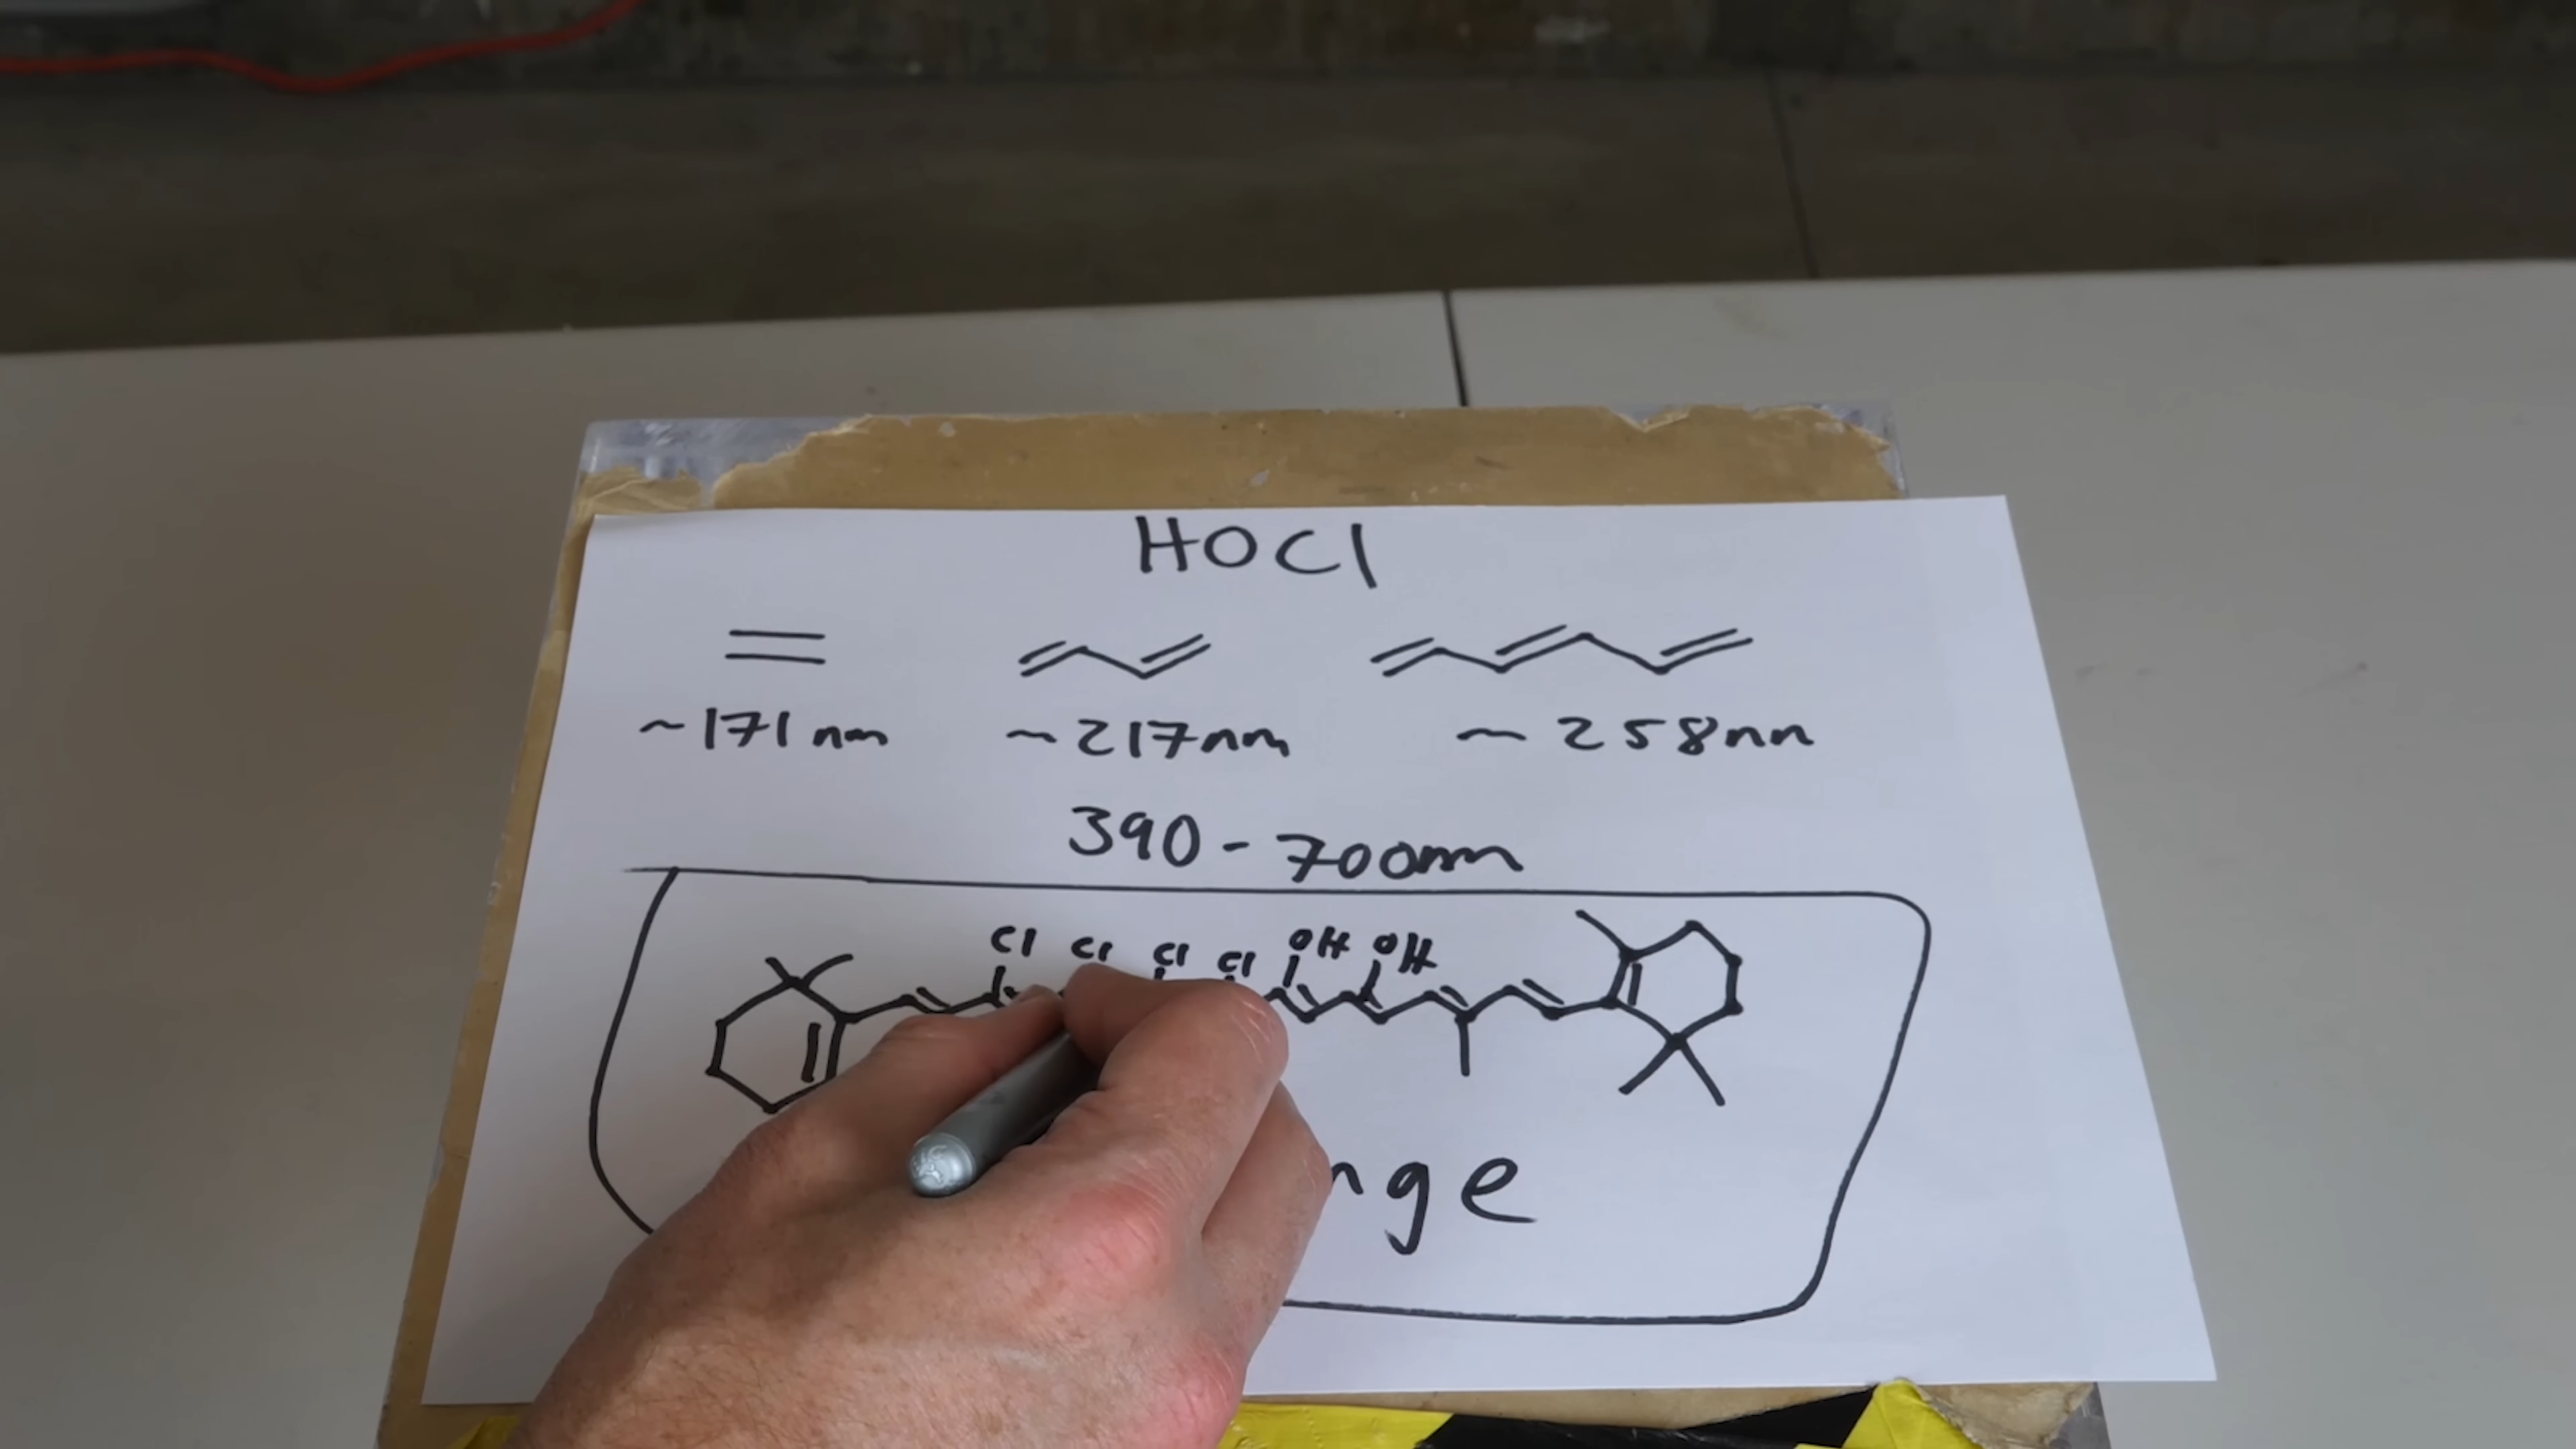 HOCl
~171nm ~217nm ~258nm
390-700nm
Cl Cl Cl Cl OH OH
nge